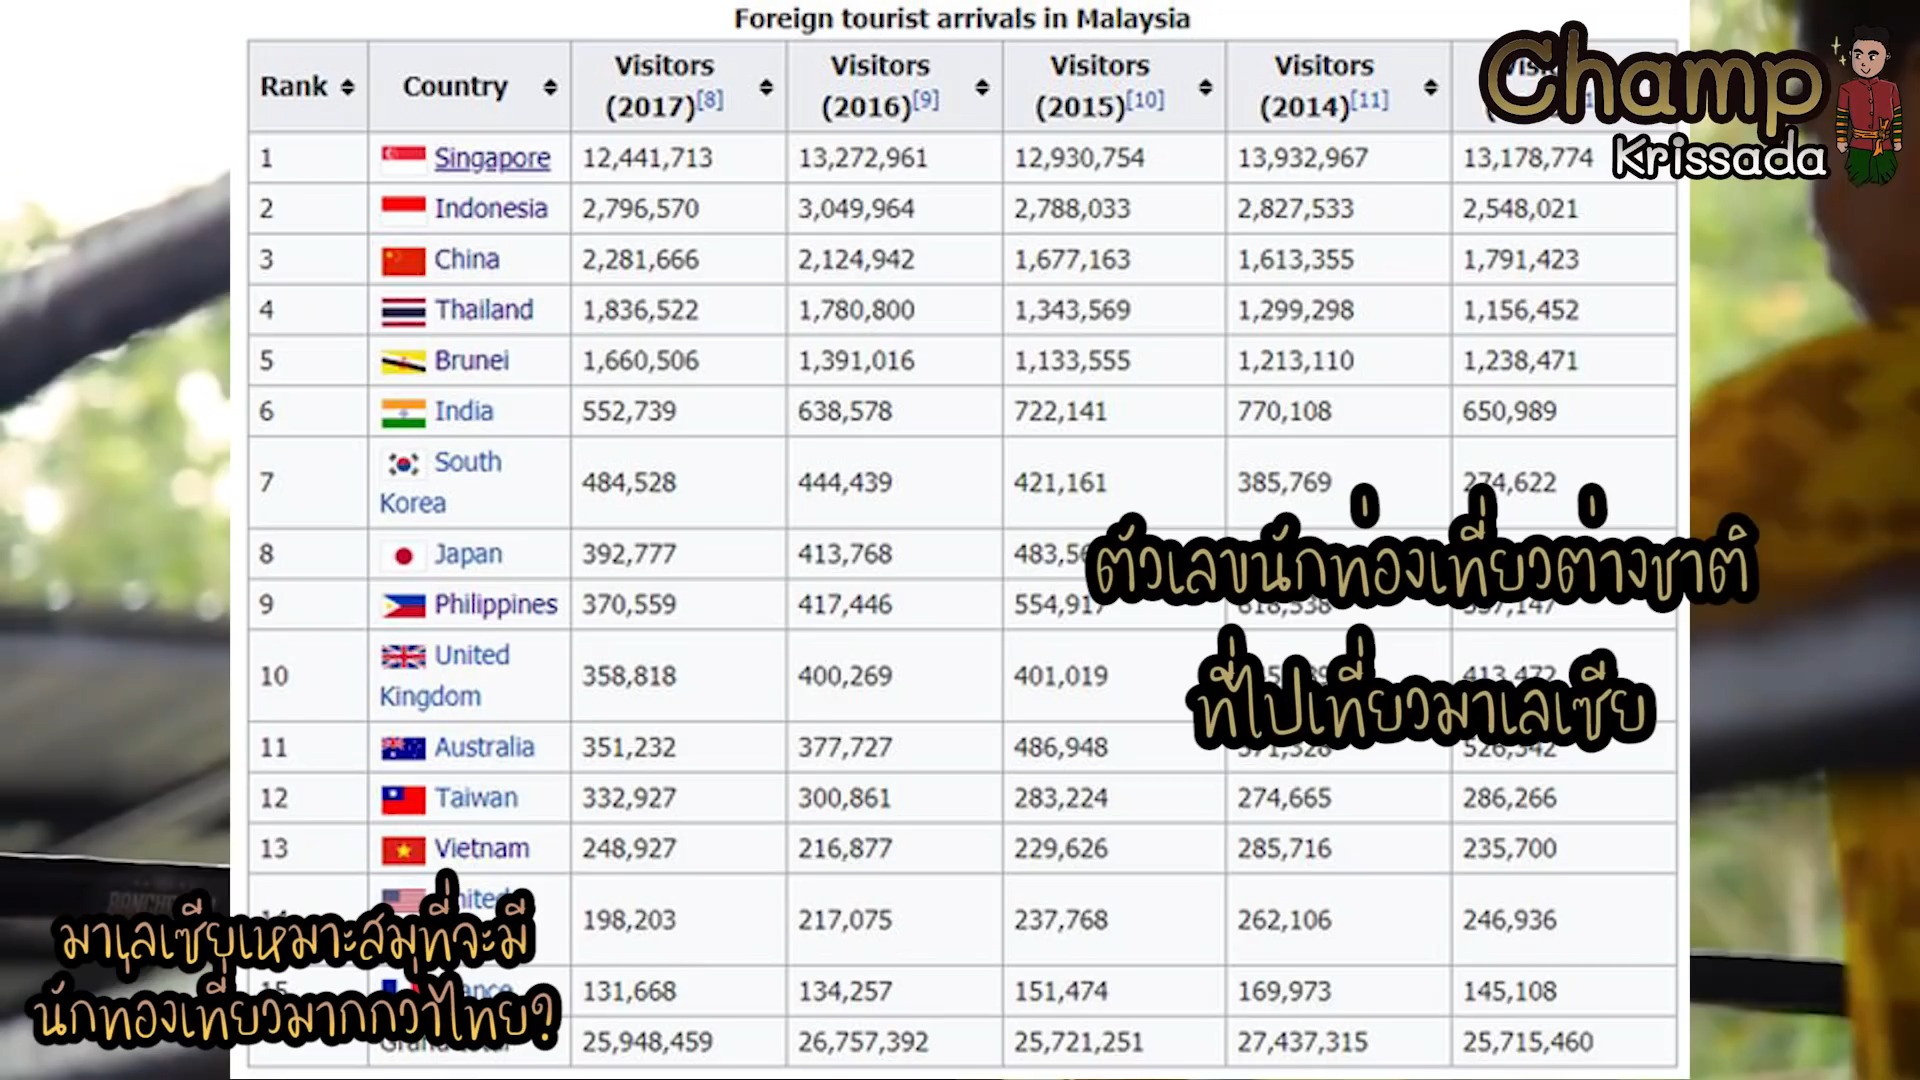 Foreign tourist arrivals in Malaysia
Rank Country Visitors (2017)[8] Visitors (2016)[9] Visitors (2015)[10] Visitors (2014)[11]
Champ
Krissada
1 Singapore 12,441,713 13,272,961 12,930,754 13,932,967 13,178,774
2 Indonesia 2,796,570 3,049,964 2,788,033 2,827,533 2,548,021
3 China 2,281,666 2,124,942 1,677,163 1,613,355 1,791,423
4 Thailand 1,836,522 1,780,800 1,343,569 1,299,298 1,156,452
5 Brunei 1,660,506 1,391,016 1,133,555 1,213,110 1,238,471
6 India 552,739 638,578 722,141 770,108 650,989
7 South Korea 484,528 444,439 421,161 385,769 274,622
8 Japan 392,777 413,768
9 Philippines 370,559 417,446 554,917
10 United Kingdom 358,818 400,269 401,019
11 Australia 351,232 377,727 486,948
12 Taiwan 332,927 300,861 283,224 274,665 286,266
13 Vietnam 248,927 216,877 229,626 285,716 235,700
198,203 217,075 237,768 262,106 246,936
131,668 134,257 151,474 169,973 145,108
25,948,459 26,757,392 25,721,251 27,437,315 25,715,460
ตัวเลขนักท่องเที่ยวต่างชาติ
ที่ไปเที่ยวมาเลเซีย
มาเลเซียเหมาะสมที่จะมี
นักท่องเที่ยวมากกว่าไทย?